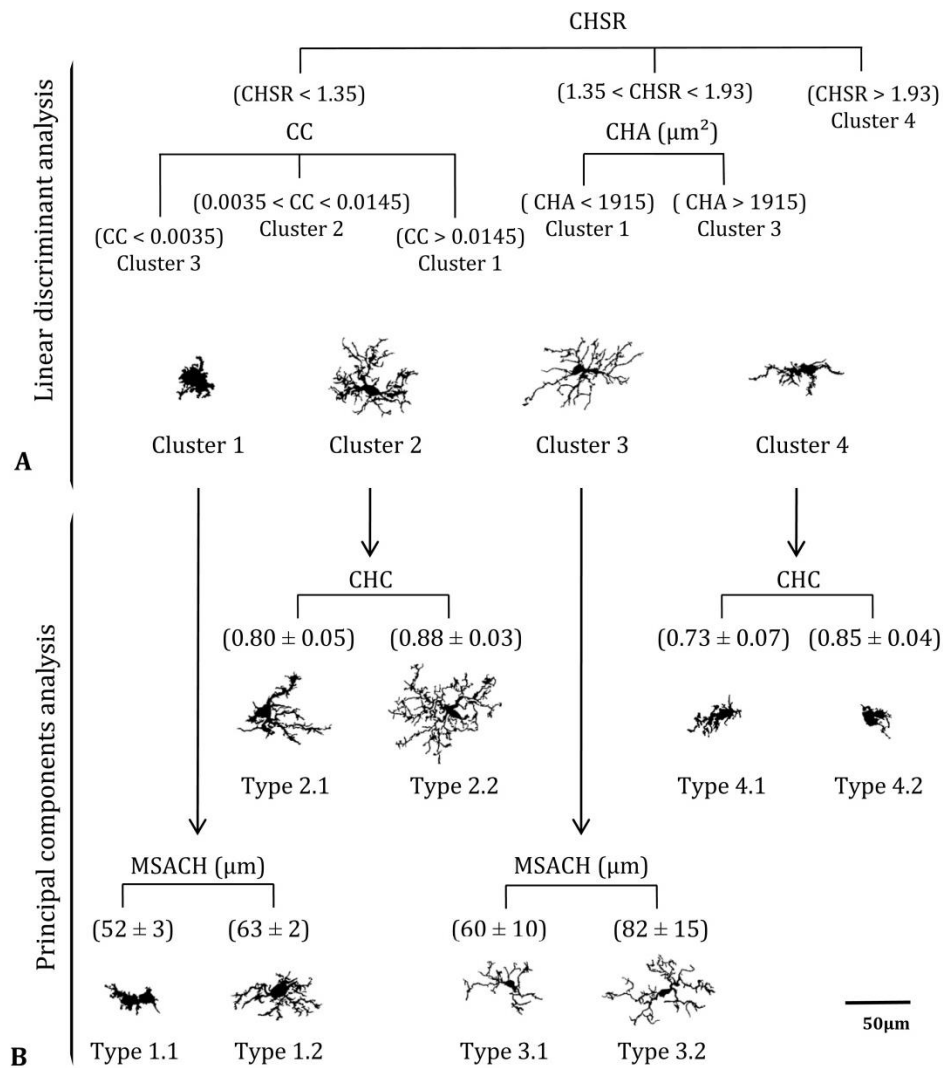 CHSR
(CHSR < 1.35)
(1.35 < CHSR < 1.93)
(CHSR > 1.93)
Cluster 4
CC
CHA (μm²)
(0.0035 < CC < 0.0145)
Cluster 2
(CC < 0.0035)
Cluster 3
(CC > 0.0145)
Cluster 1
( CHA < 1915)
Cluster 1
( CHA > 1915)
Cluster 3
Linear discriminant analysis
Cluster 1
Cluster 2
Cluster 3
Cluster 4
A
CHC
(0.80 ± 0.05)
(0.88 ± 0.03)
Type 2.1
Type 2.2
CHC
(0.73 ± 0.07)
(0.85 ± 0.04)
Type 4.1
Type 4.2
Principal components analysis
MSACH (μm)
(52 ± 3)
(63 ± 2)
Type 1.1
Type 1.2
MSACH (μm)
(60 ± 10)
(82 ± 15)
Type 3.1
Type 3.2
50μm
B